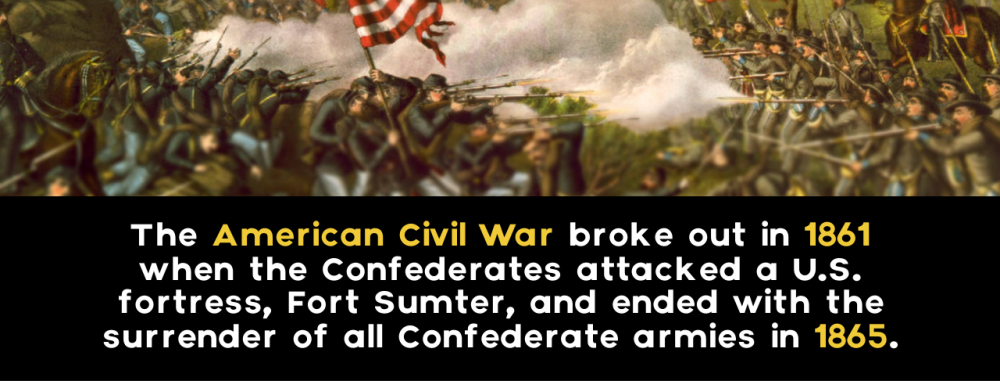 The American Civil War broke out in 1861
when the Confederates attacked a U.S.
fortress, Fort Sumter, and ended with the
surrender of all Confederate armies in 1865.